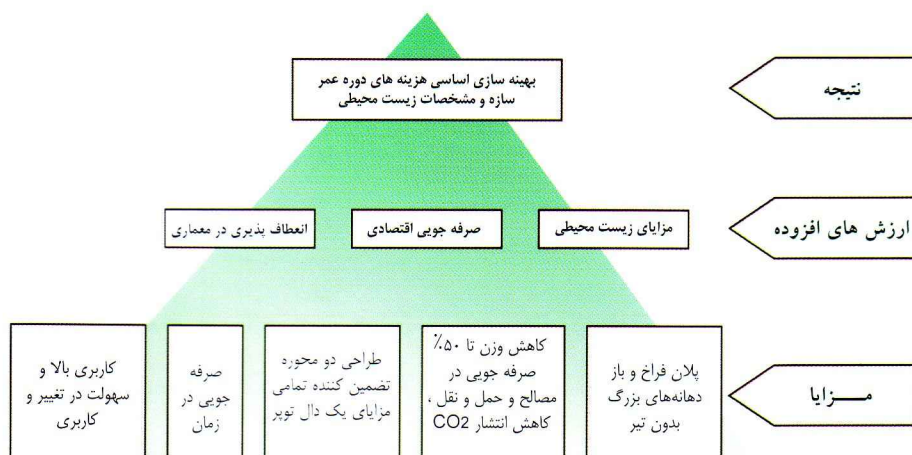 نتیجه
بهینه سازی اساسی هزینه های دوره عمر
سازه و مشخصات زیست محیطی
ارزش های افزوده
مزایای زیست محیطی
صرفه جویی اقتصادی
انعطاف پذیری در معماری
مـــزایا
پلان فراخ و باز
دهانه‌های بزرگ
بدون تیر
کاهش وزن تا ۵۰٪
صرفه جویی در
مصالح و حمل و نقل ،
کاهش انتشار CO2
طراحی دو محوره
تضمین کننده تمامی
مزایای یک دال توپر
صرفه
جویی در
زمان
کاربری بالا و
سهولت در تغییر و
کاربری